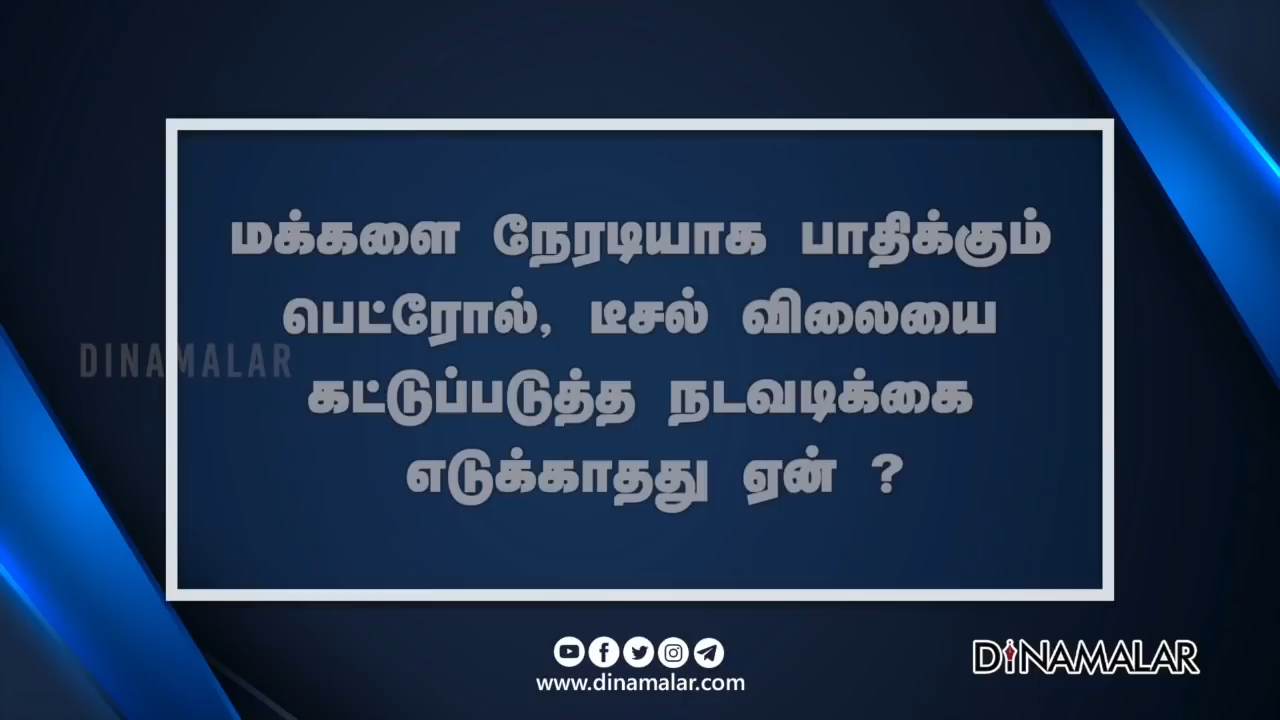 மக்களை நேரடியாக பாதிக்கும்
பெட்ரோல், டீசல் விலையை
DINAMALAR
கட்டுப்படுத்த நடவடிக்கை
எடுக்காதது ஏன் ?
www.dinamalar.com
DINAMALAR